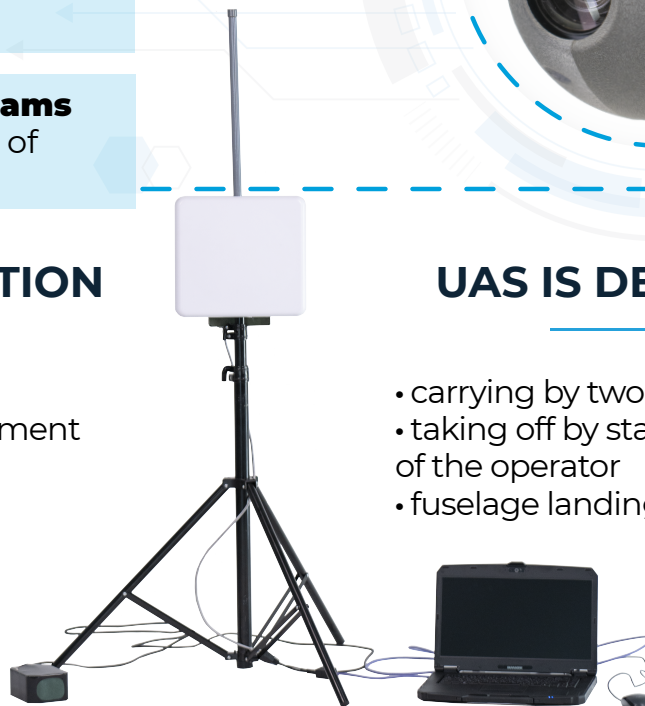 ams
of
TION
ment
UAS IS DE
• carrying by two
• taking off by sta
of the operator
• fuselage landing